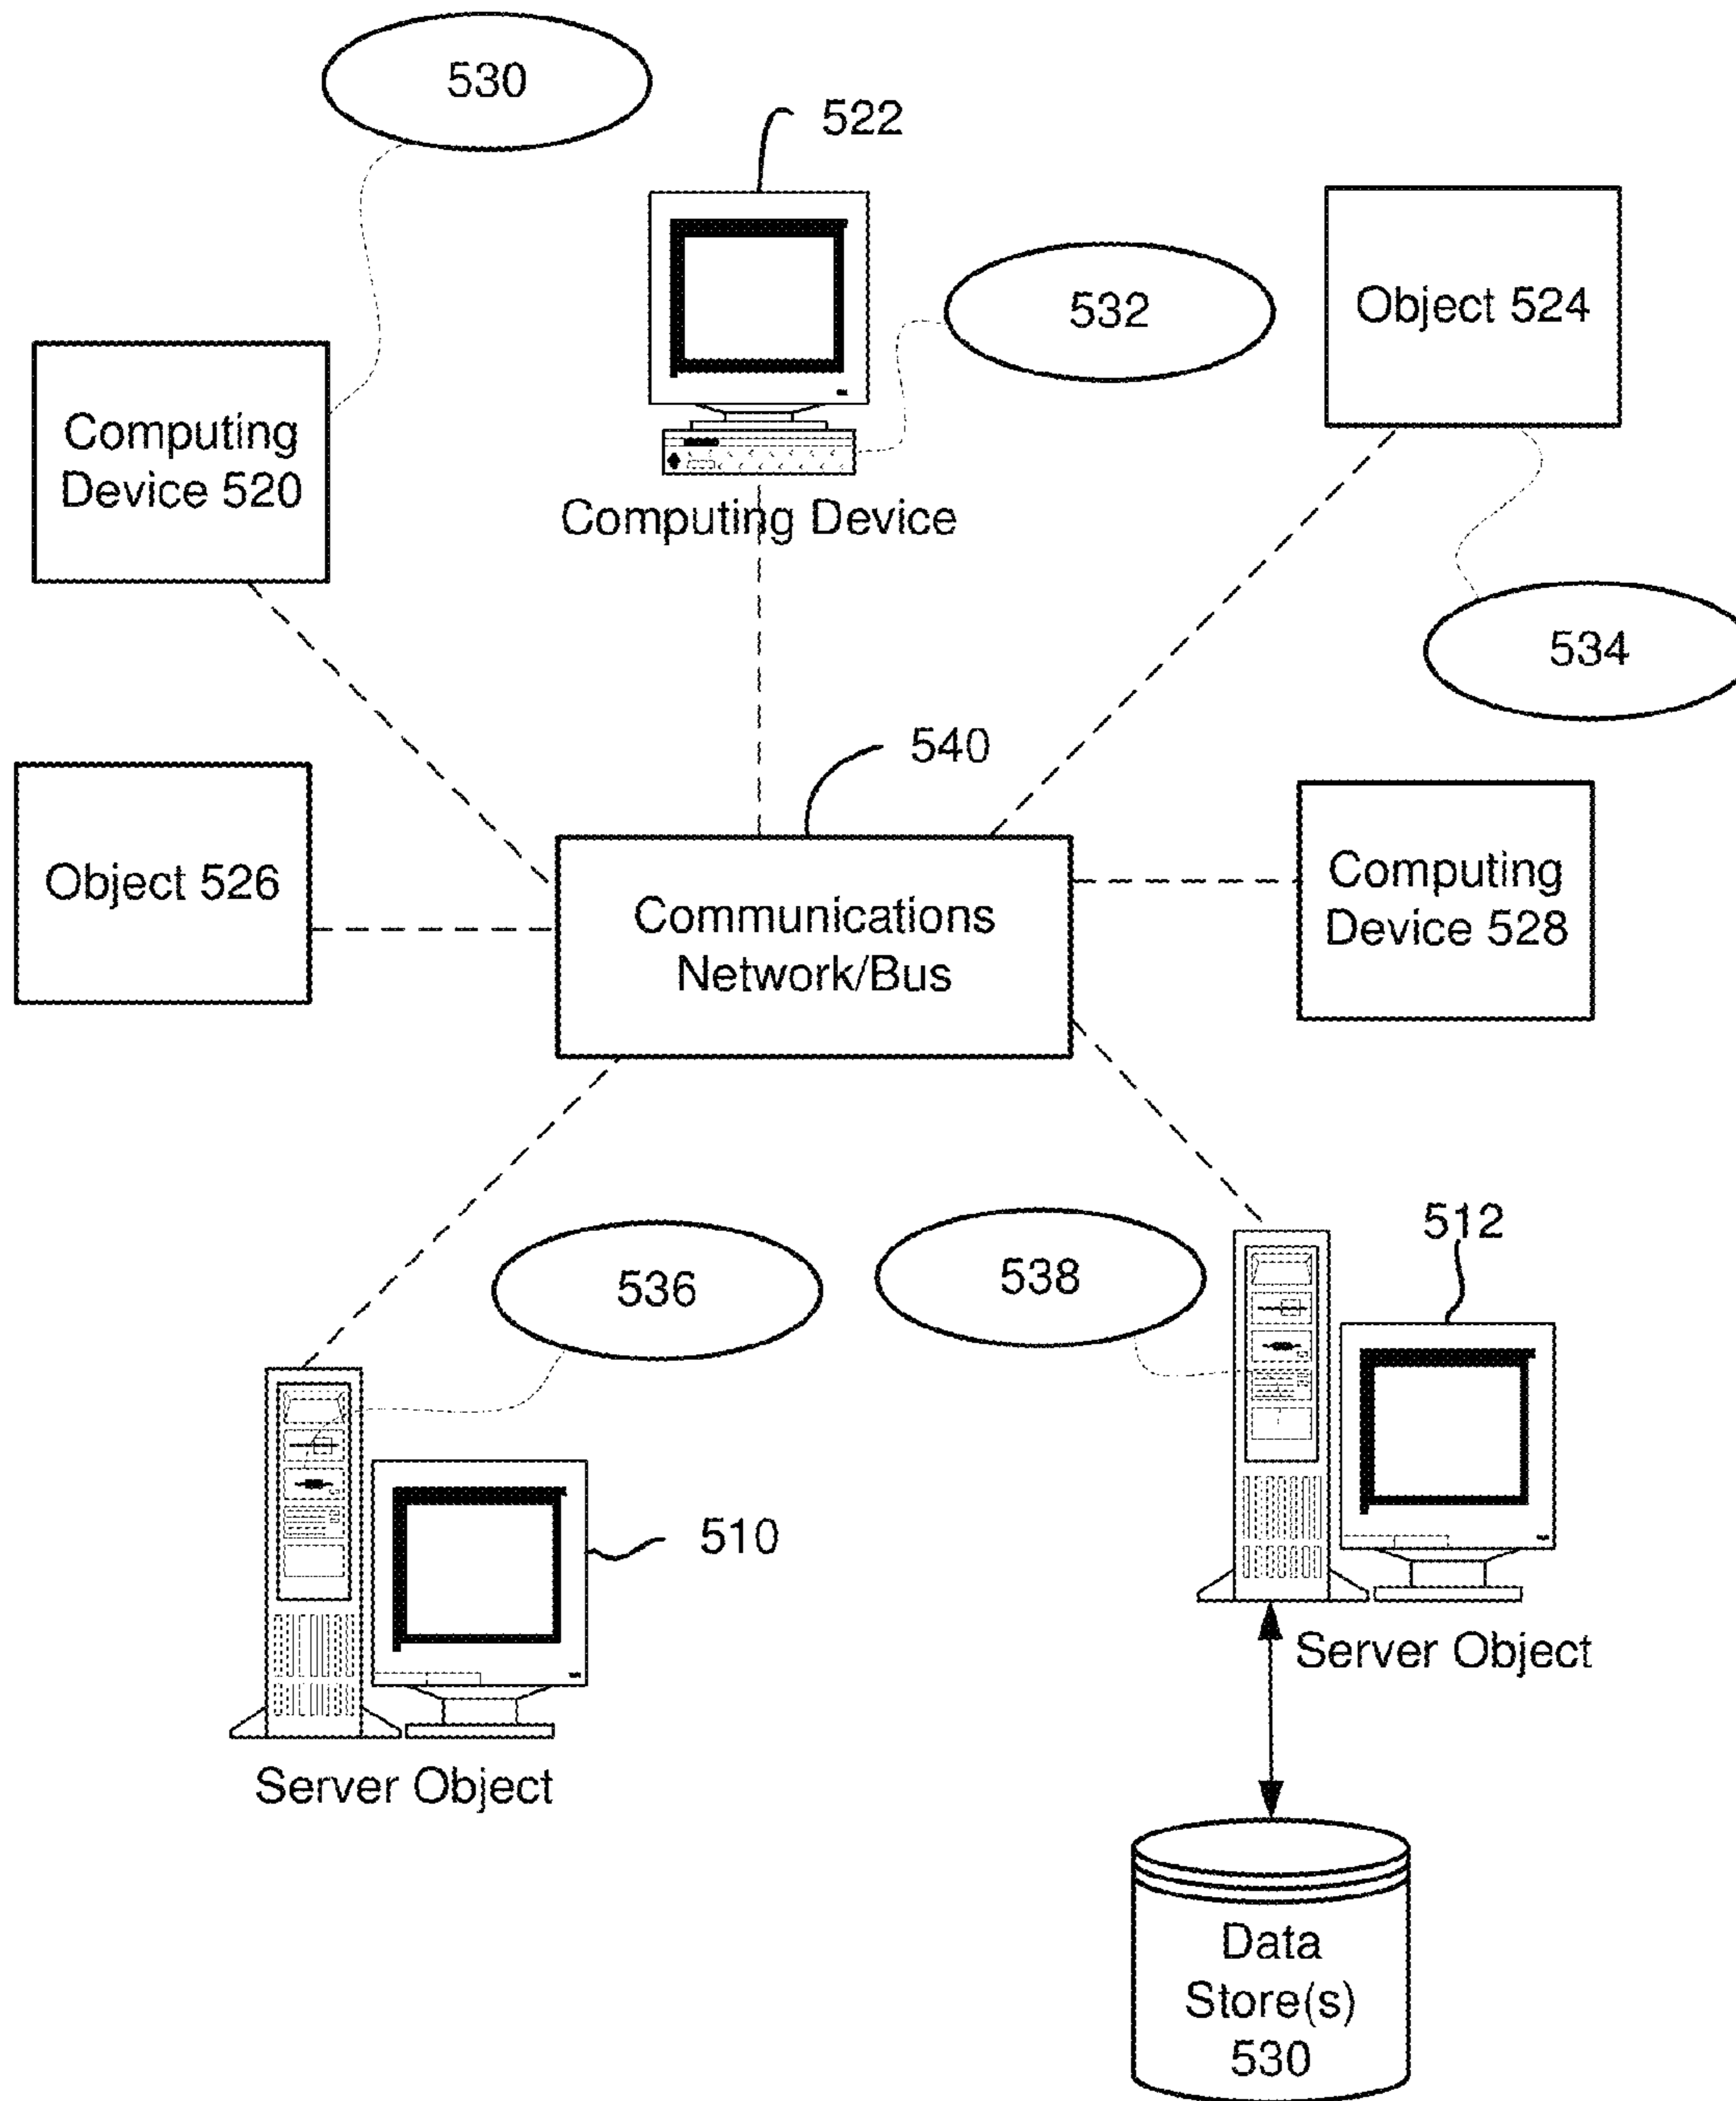 530
522
532
Object 524
Computing
Device 520
Computing Device
534
540
Object 526
Communications
Network/Bus
Computing
Device 528
536
538
512
510
Server Object
Server Object
Data
Store(s)
530